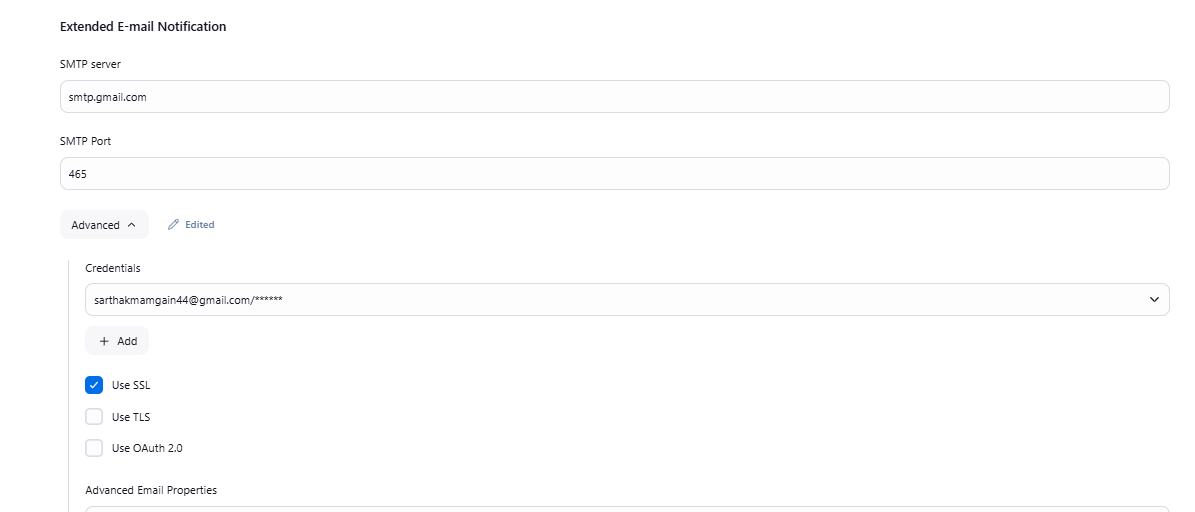 Extended E-mail Notification
SMTP server
smtp.gmail.com
SMTP Port
465
Advanced
Edited
Credentials
sarthakmamgain44@gmail.com/******
+ Add
Use SSL
Use TLS
Use OAuth 2.0
Advanced Email Properties